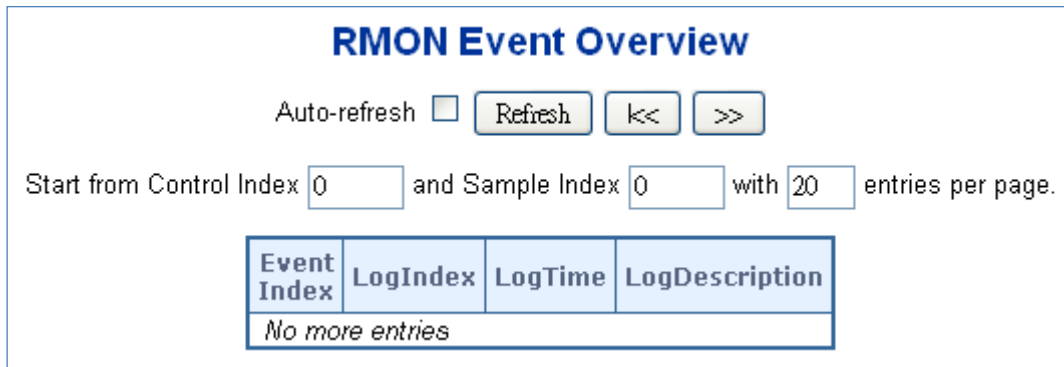 RMON Event Overview
Auto-refresh Refresh |<< >>
Start from Control Index 0 and Sample Index 0 with 20 entries per page.
Event Index LogIndex LogTime LogDescription
No more entries